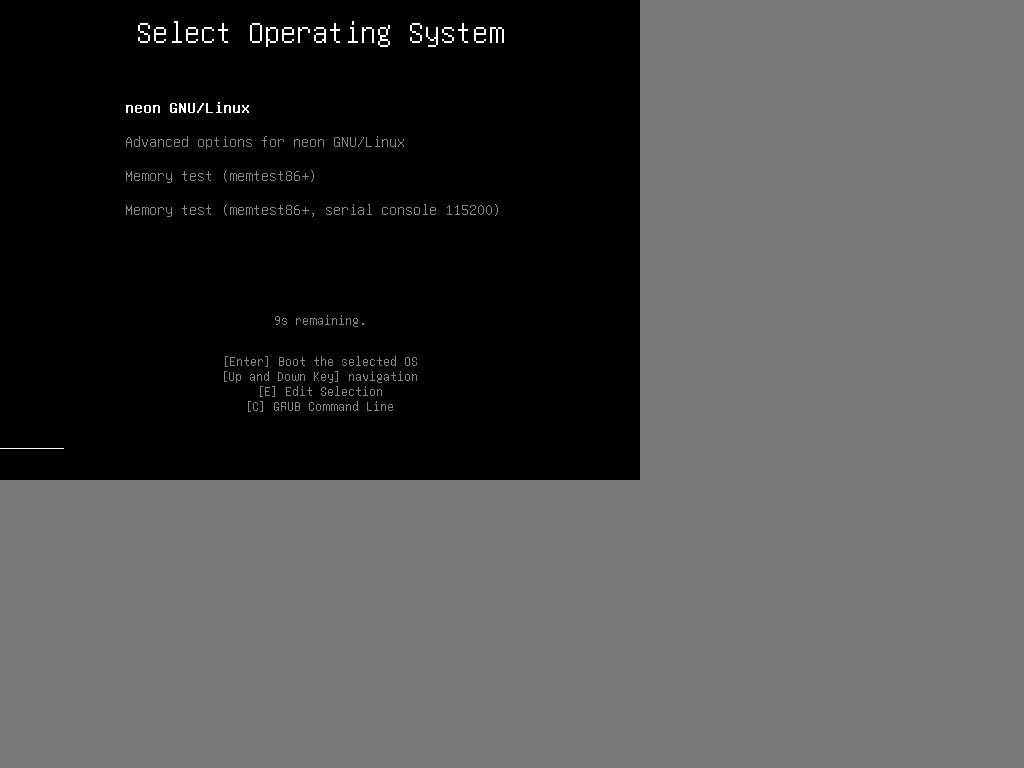 Select Operating System
neon GNU/Linux
Advanced options for neon GNU/Linux
Memory test (memtest86+)
Memory test (memtest86+, serial console 115200)
9s remaining.
[Enter] Boot the selected OS
[Up and Down Key] navigation
[E] Edit Selection
[C] GRUB Command Line